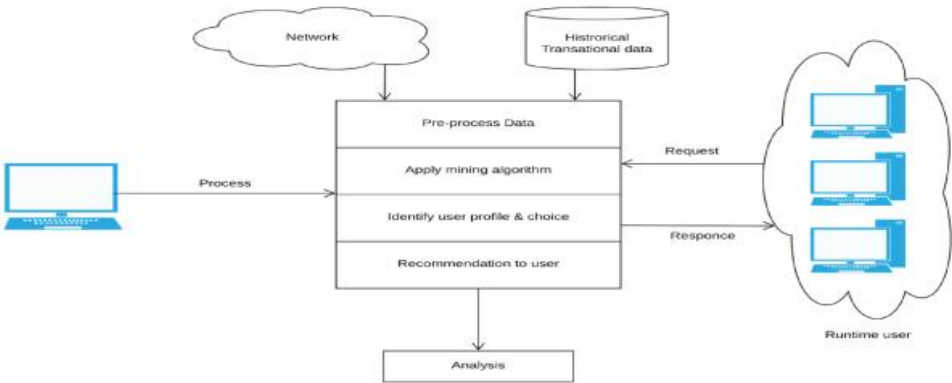 Network
Histrorical
Transational data
Pre-process Data
Request
Apply mining algorithm
Process
Identify user profile & choice
Responce
Recommendation to user
Runtime user
Analysis